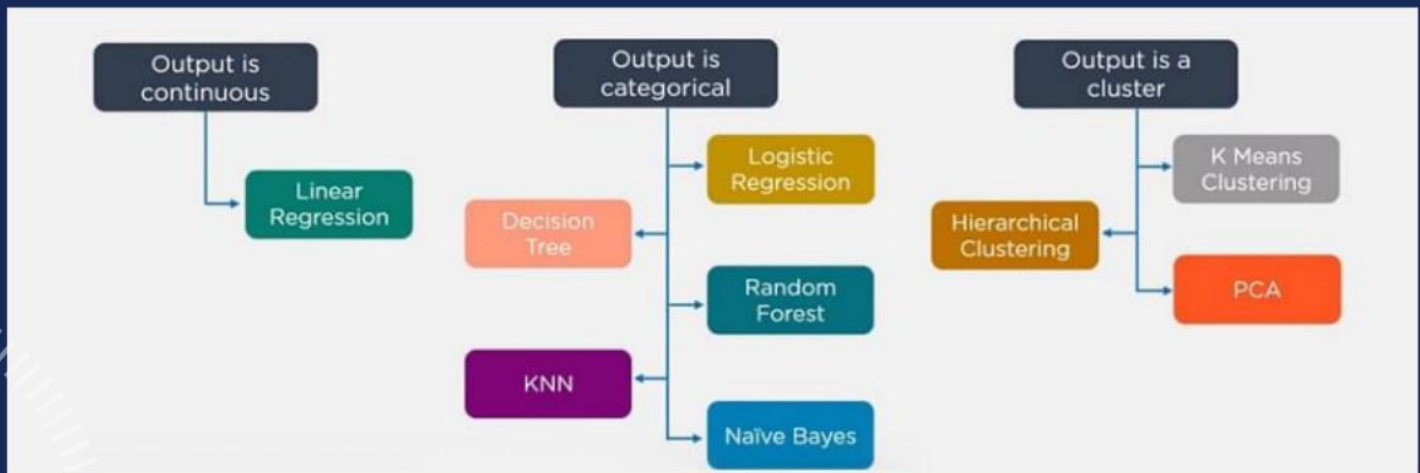 Output is
continuous
Linear
Regression
Output is
categorical
Logistic
Regression
Decision
Tree
Random
Forest
KNN
Naïve Bayes
Output is a
cluster
K Means
Clustering
Hierarchical
Clustering
PCA